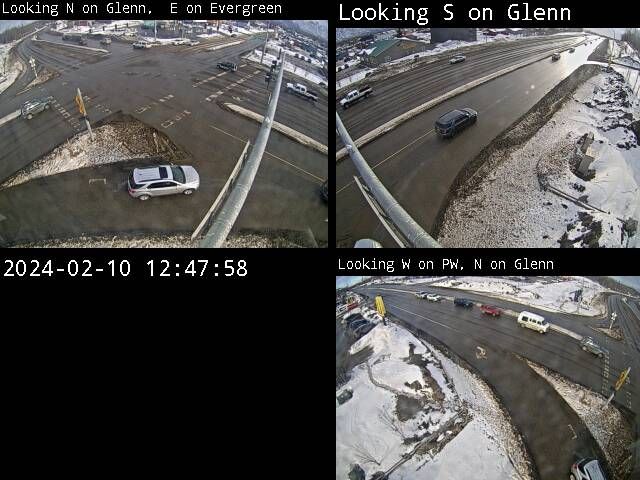 Looking N on Glenn, E on Evergreen
Looking S on Glenn
2024-02-10 12:47:58
Looking W on PW, N on Glenn